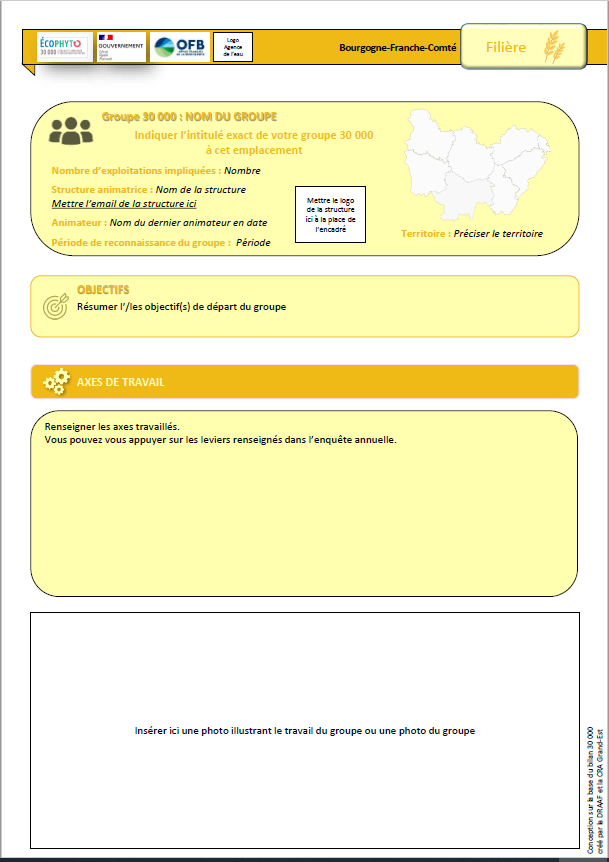 ÉCOPHYTO
30 000
GOUVERNEMENT
OFB
OFFICE FRANÇAIS
DE LA BIODIVERSITÉ
Logo
Agence
de l'eau
Bourgogne-Franche-Comté
Filière
Groupe 30 000 : NOM DU GROUPE
Indiquer l'intitulé exact de votre groupe 30 000
à cet emplacement
Nombre d'exploitations impliquées : Nombre
Structure animatrice : Nom de la structure
Mettre l'email de la structure ici
Animateur : Nom du dernier animateur en date
Période de reconnaissance du groupe : Période
Mettre le logo
de la structure
ici à la place de
l'encadré
Territoire : Préciser le territoire
OBJECTIFS
Résumer l'/les objectif(s) de départ du groupe
AXES DE TRAVAIL
Renseigner les axes travaillés.
Vous pouvez vous appuyer sur les leviers renseignés dans l'enquête annuelle.
Insérer ici une photo illustrant le travail du groupe ou une photo du groupe
Conception sur la base du bilan 30 000
créé par la DRAAF et la CRA Grand-Est